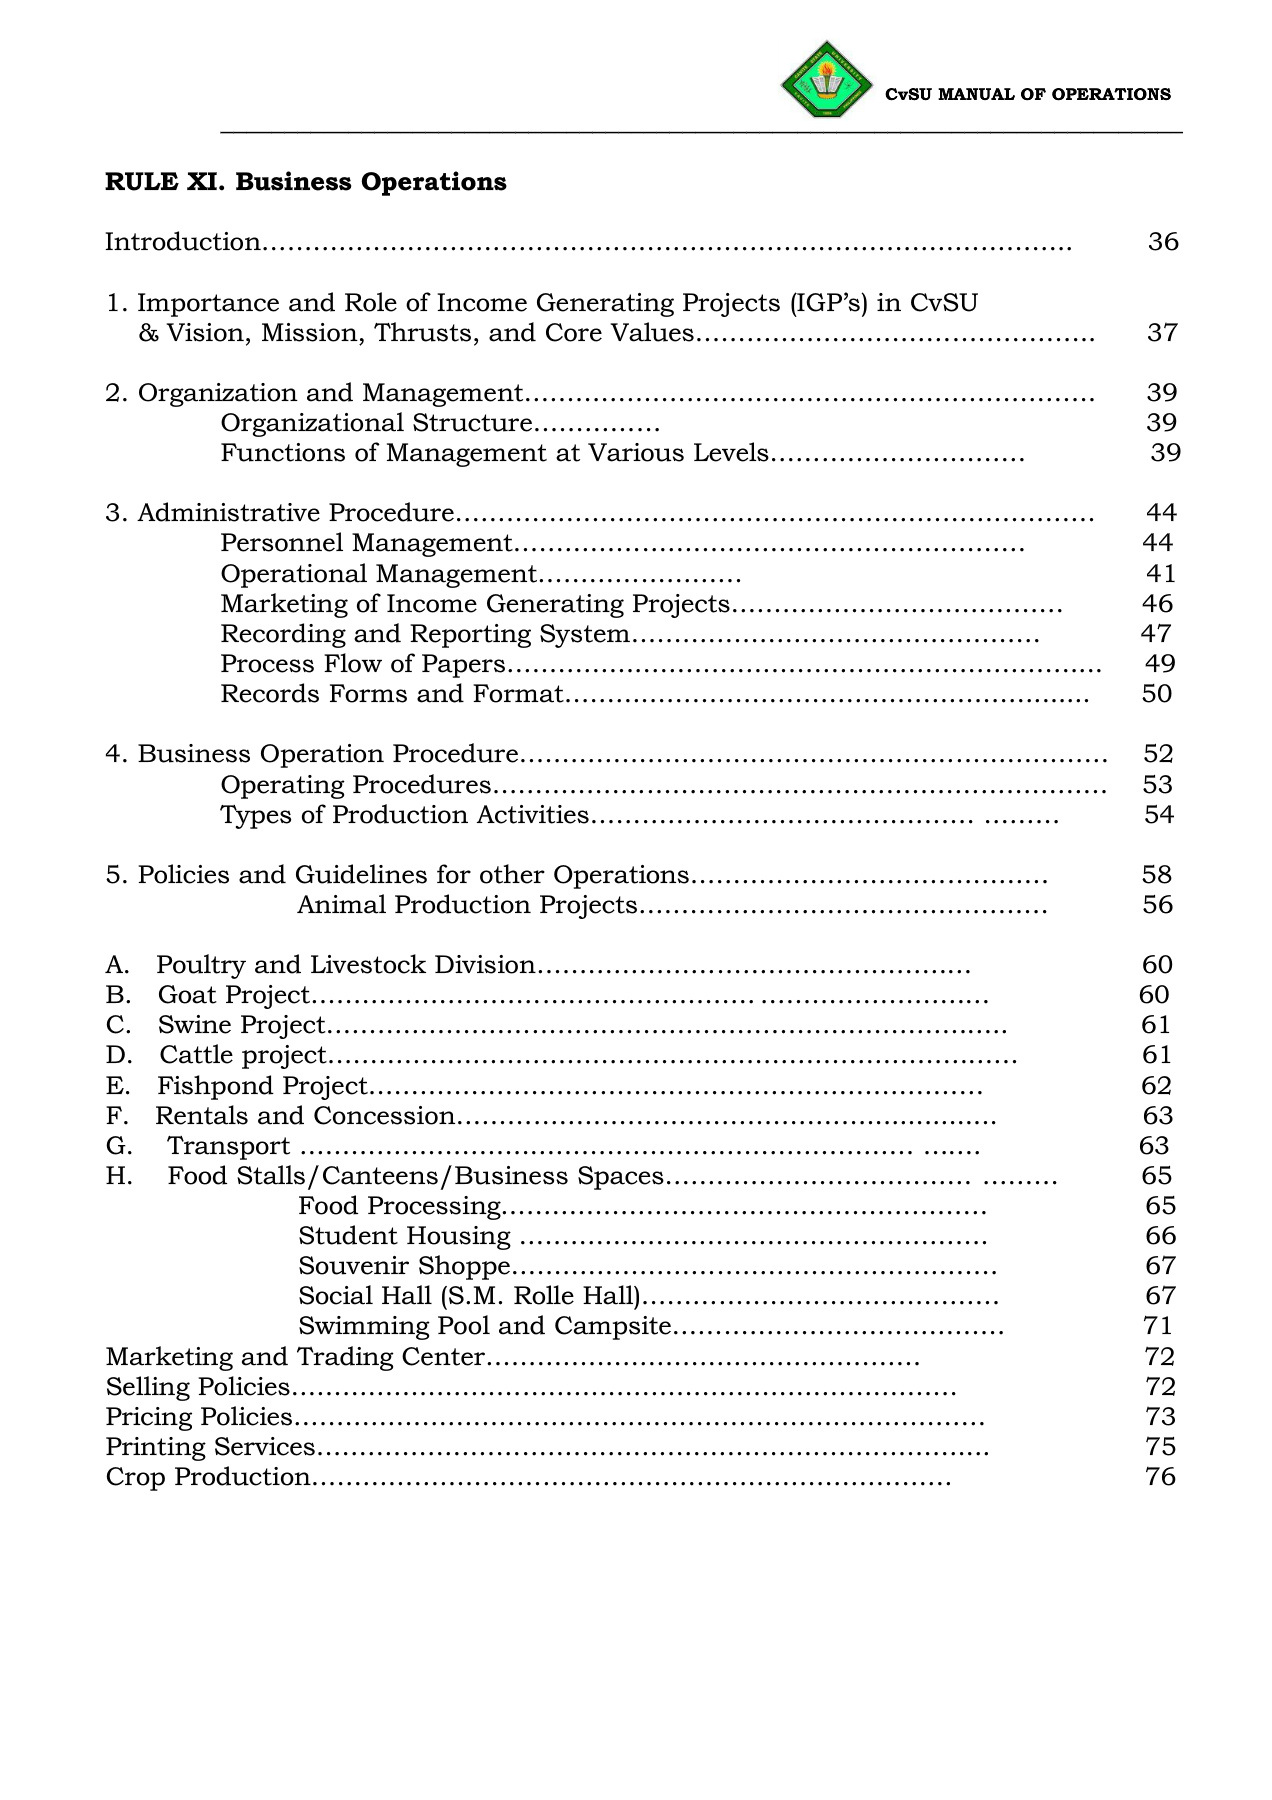 CvSU MANUAL OF OPERATIONS
RULE XI. Business Operations
Introduction…………………………………………………………………………………….. 36
1. Importance and Role of Income Generating Projects (IGP’s) in CvSU
& Vision, Mission, Thrusts, and Core Values……………………………………….. 37
2. Organization and Management………………………………………………………….. 39
Organizational Structure…………… 39
Functions of Management at Various Levels………………………… 39
3. Administrative Procedure………………………………………………………………… 44
Personnel Management…………………………………………………… 44
Operational Management…………………… 41
Marketing of Income Generating Projects………………………………… 46
Recording and Reporting System………………………………………… 47
Process Flow of Papers…………………………………………………………… 49
Records Forms and Format…………………………………………………….. 50
4. Business Operation Procedure…………………………………………………………… 52
Operating Procedures……………………………………………………………… 53
Types of Production Activities……………………………………… ……… 54
5. Policies and Guidelines for other Operations…………………………………… 58
Animal Production Projects………………………………………… 56
A. Poultry and Livestock Division…………………………………………… 60
B. Goat Project…………………………………………….. ……………………… 60
C. Swine Project…………………………………………………………………….. 61
D. Cattle project……………………………………………………………………… 61
E. Fishpond Project……………………………………………………………… 62
F. Rentals and Concession……………………………………………………… 63
G. Transport ……………………………………………………………… ……. 63
H. Food Stalls/Canteens/Business Spaces……………………………… ……… 65
Food Processing………………………………………………… 65
Student Housing ……………………………………………… 66
Souvenir Shoppe………………………………………………… 67
Social Hall (S.M. Rolle Hall)…………………………………… 67
Swimming Pool and Campsite………………………………… 71
Marketing and Trading Center…………………………………………… 72
Selling Policies…………………………………………………………………… 72
Pricing Policies……………………………………………………………………… 73
Printing Services…………………………………………………………………… 75
Crop Production………………………………………………………………… 76